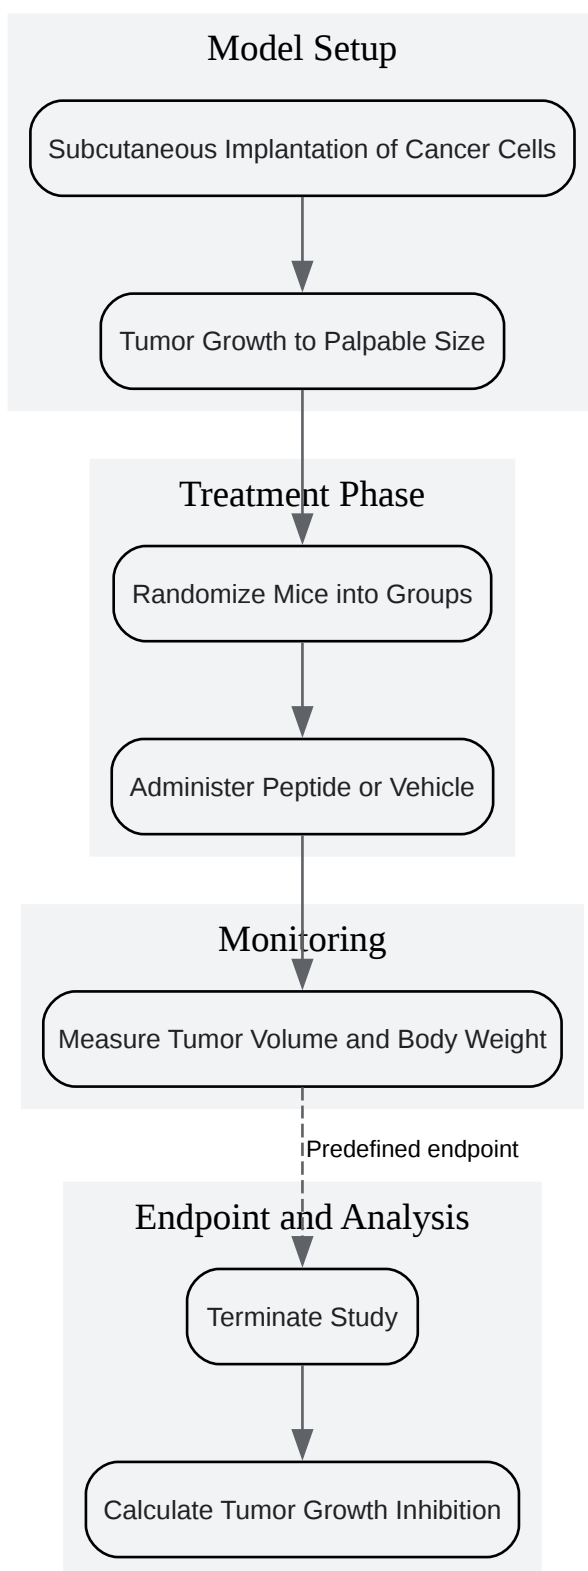 Model Setup
Subcutaneous Implantation of Cancer Cells
Tumor Growth to Palpable Size
Treatment Phase
Randomize Mice into Groups
Administer Peptide or Vehicle
Monitoring
Measure Tumor Volume and Body Weight
Predefined endpoint
Endpoint and Analysis
Terminate Study
Calculate Tumor Growth Inhibition